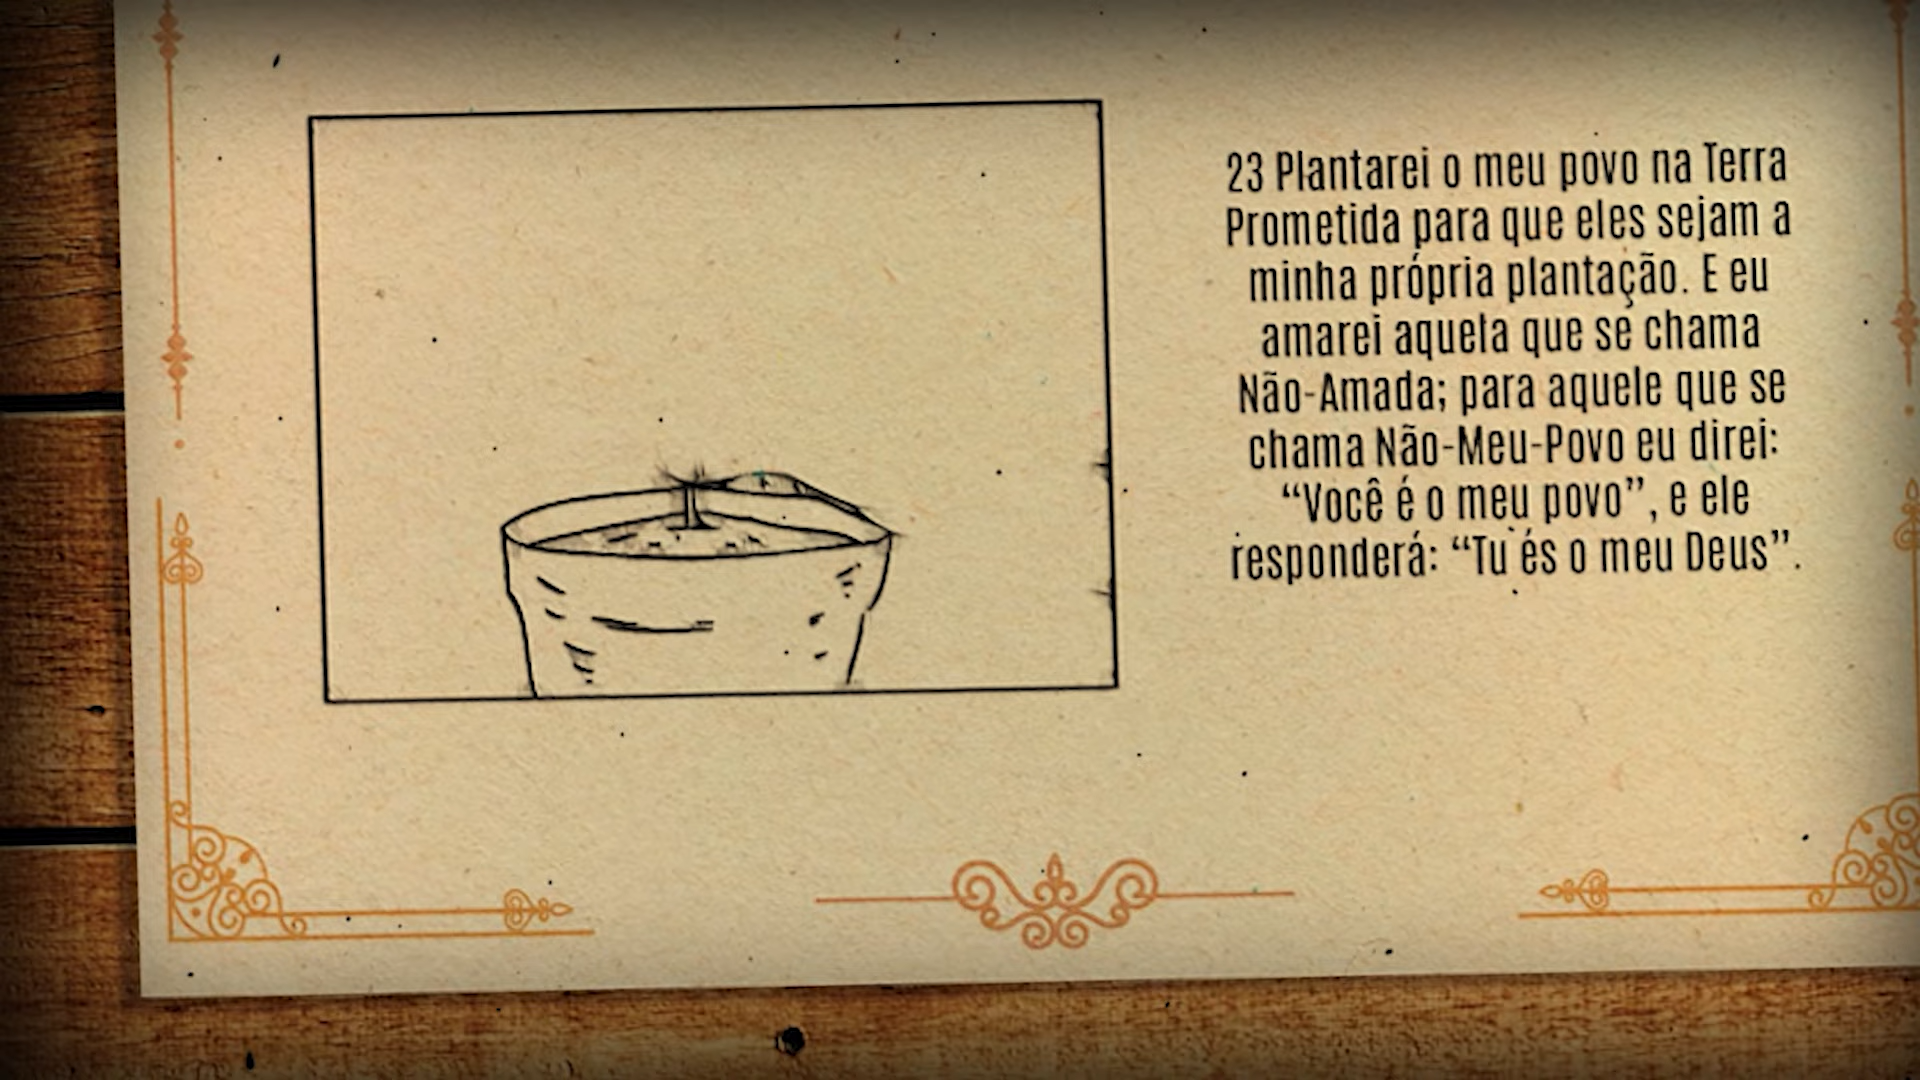 23 Plantarei o meu povo na Terra
Prometida para que eles sejam a
minha própria plantação. E eu
amarei aquela que se chama
Não-Amada; para aquele que se
chama Não-Meu-Povo eu direi:
“Você é o meu povo”, e ele
responderá: “Tu és o meu Deus”.